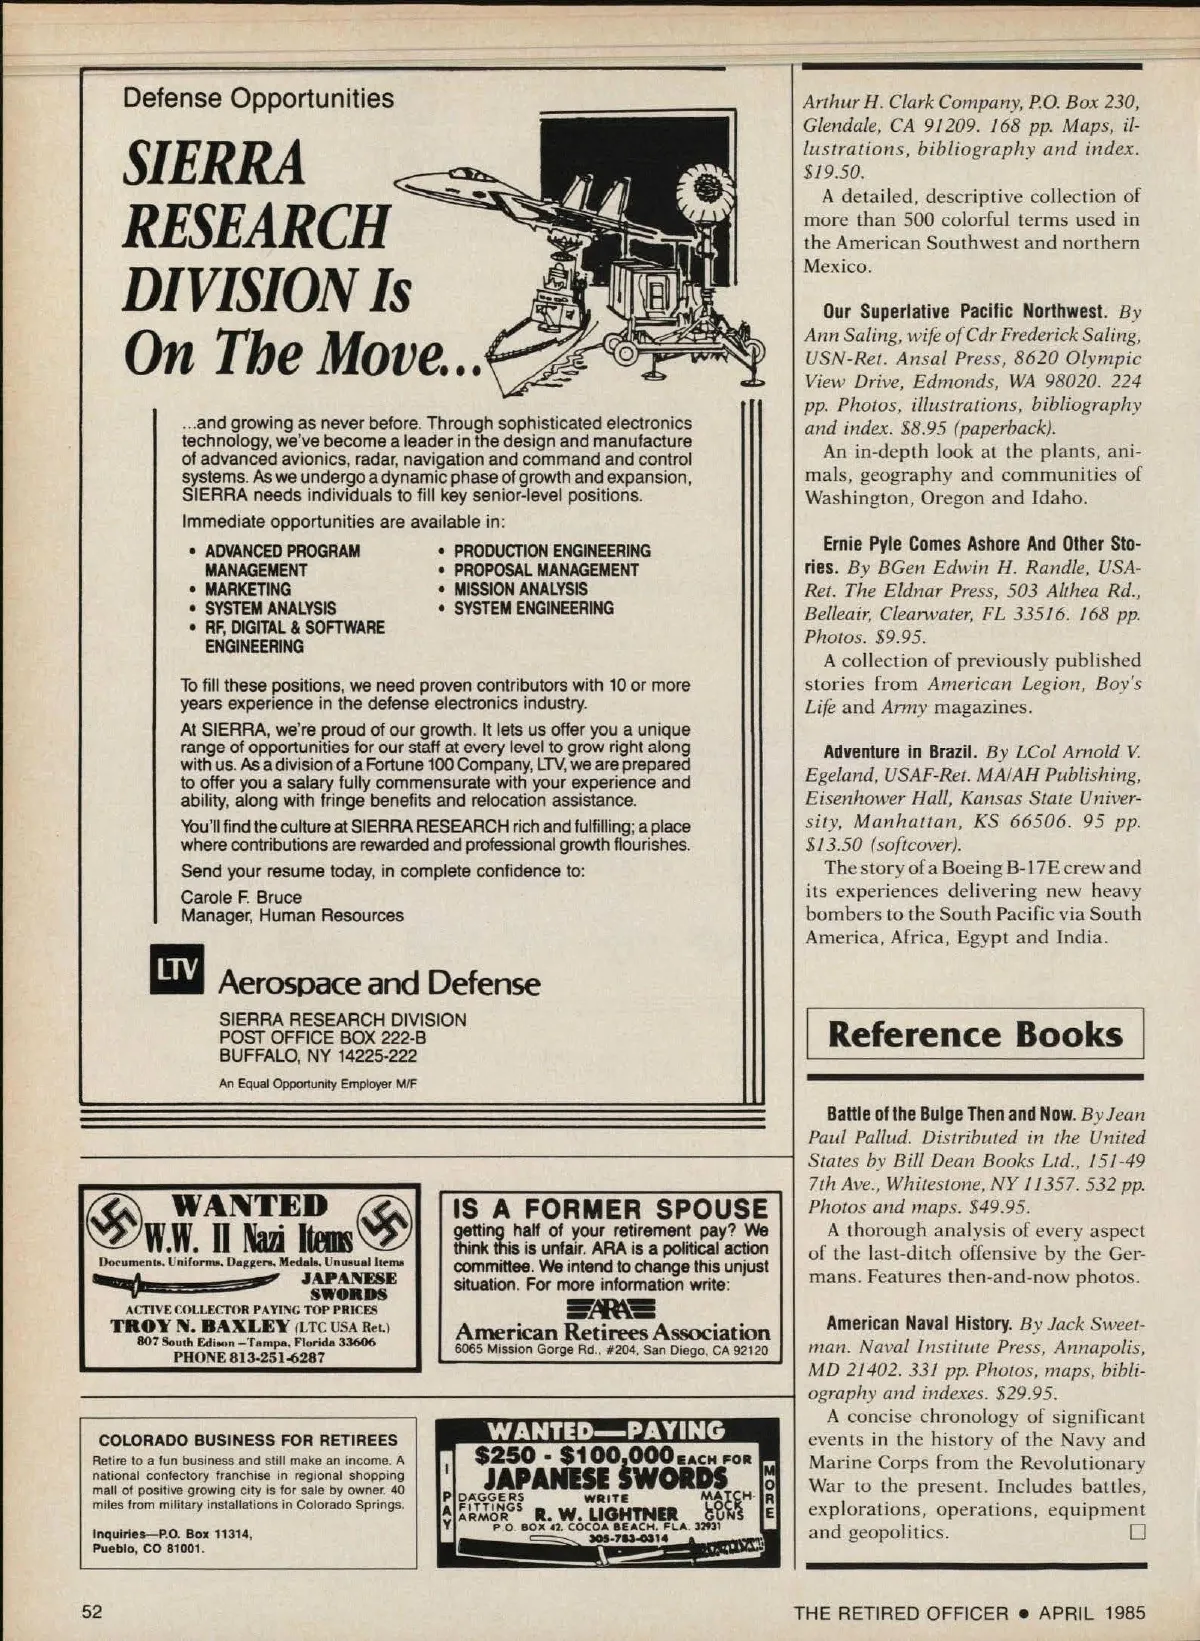 Defense Opportunities
SIERRA
RESEARCH
DIVISION Is
On The Move...
...and growing as never before. Through sophisticated electronics
technology, we've become a leader in the design and manufacture
of advanced avionics, radar, navigation and command and control
systems. As we undergo a dynamic phase of growth and expansion,
SIERRA needs individuals to fill key senior-level positions.
Immediate opportunities are available in:
• ADVANCED PROGRAM
MANAGEMENT
• MARKETING
• SYSTEM ANALYSIS
• RF, DIGITAL & SOFTWARE
ENGINEERING
• PRODUCTION ENGINEERING
• PROPOSAL MANAGEMENT
• MISSION ANALYSIS
• SYSTEM ENGINEERING
To fill these positions, we need proven contributors with 10 or more
years experience in the defense electronics industry.
At SIERRA, we're proud of our growth. It lets us offer you a unique
range of opportunities for our staff at every level to grow right along
with us. As a division of a Fortune 100 Company, LTV, we are prepared
to offer you a salary fully commensurate with your experience and
ability, along with fringe benefits and relocation assistance.
You'll find the culture at SIERRA RESEARCH rich and fulfilling; a place
where contributions are rewarded and professional growth flourishes.
Send your resume today, in complete confidence to:
Carole F. Bruce
Manager, Human Resources
LTV Aerospace and Defense
SIERRA RESEARCH DIVISION
POST OFFICE BOX 222-B
BUFFALO, NY 14225-222
An Equal Opportunity Employer M/F
WANTED
W.W. II Nazi Items
Documents, Uniforms, Daggers, Medals, Unusual Items
JAPANESE
SWORDS
ACTIVE COLLECTOR PAYING TOP PRICES
TROY N. BAXLEY (LTC USA Ret.)
807 South Edison—Tampa, Florida 33606
PHONE 813-251-6287
IS A FORMER SPOUSE
getting half of your retirement pay? We
think this is unfair. ARA is a political action
committee. We intend to change this unjust
situation. For more information write:
ARA
American Retirees Association
6065 Mission Gorge Rd., #204, San Diego, CA 92120
COLORADO BUSINESS FOR RETIREES
Retire to a fun business and still make an income. A
national confectory franchise in regional shopping
mall of positive growing city is for sale by owner. 40
miles from military installations in Colorado Springs.
Inquiries—P.O. Box 11314,
Pueblo, CO 81001.
WANTED—PAYING
I PAY
$250 - $100,000 EACH FOR
JAPANESE SWORDS
MORE
DAGGERS
FITTINGS
ARMOR
WRITE
R. W. LIGHTNER
MATCH-
LOCK
GUNS
P.O. BOX 42, COCOA BEACH, FLA. 32931
305-783-0314
Arthur H. Clark Company, P.O. Box 230,
Glendale, CA 91209. 168 pp. Maps, il-
lustrations, bibliography and index.
$19.50.
A detailed, descriptive collection of
more than 500 colorful terms used in
the American Southwest and northern
Mexico.
Our Superlative Pacific Northwest. By
Ann Saling, wife of Cdr Frederick Saling,
USN-Ret. Ansal Press, 8620 Olympic
View Drive, Edmonds, WA 98020. 224
pp. Photos, illustrations, bibliography
and index. $8.95 (paperback).
An in-depth look at the plants, ani-
mals, geography and communities of
Washington, Oregon and Idaho.
Ernie Pyle Comes Ashore And Other Sto-
ries. By BGen Edwin H. Randle, USA-
Ret. The Eldnar Press, 503 Althea Rd.,
Belleair, Clearwater, FL 33516. 168 pp.
Photos. $9.95.
A collection of previously published
stories from American Legion, Boy's
Life and Army magazines.
Adventure in Brazil. By LCol Arnold V.
Egeland, USAF-Ret. MA/AH Publishing,
Eisenhower Hall, Kansas State Univer-
sity, Manhattan, KS 66506. 95 pp.
$13.50 (softcover).
The story of a Boeing B-17E crew and
its experiences delivering new heavy
bombers to the South Pacific via South
America, Africa, Egypt and India.
Reference Books
Battle of the Bulge Then and Now. By Jean
Paul Pallud. Distributed in the United
States by Bill Dean Books Ltd., 151-49
7th Ave., Whitestone, NY 11357. 532 pp.
Photos and maps. $49.95.
A thorough analysis of every aspect
of the last-ditch offensive by the Ger-
mans. Features then-and-now photos.
American Naval History. By Jack Sweet-
man. Naval Institute Press, Annapolis,
MD 21402. 331 pp. Photos, maps, bibli-
ography and indexes. $29.95.
A concise chronology of significant
events in the history of the Navy and
Marine Corps from the Revolutionary
War to the present. Includes battles,
explorations, operations, equipment
and geopolitics. □
52
THE RETIRED OFFICER • APRIL 1985